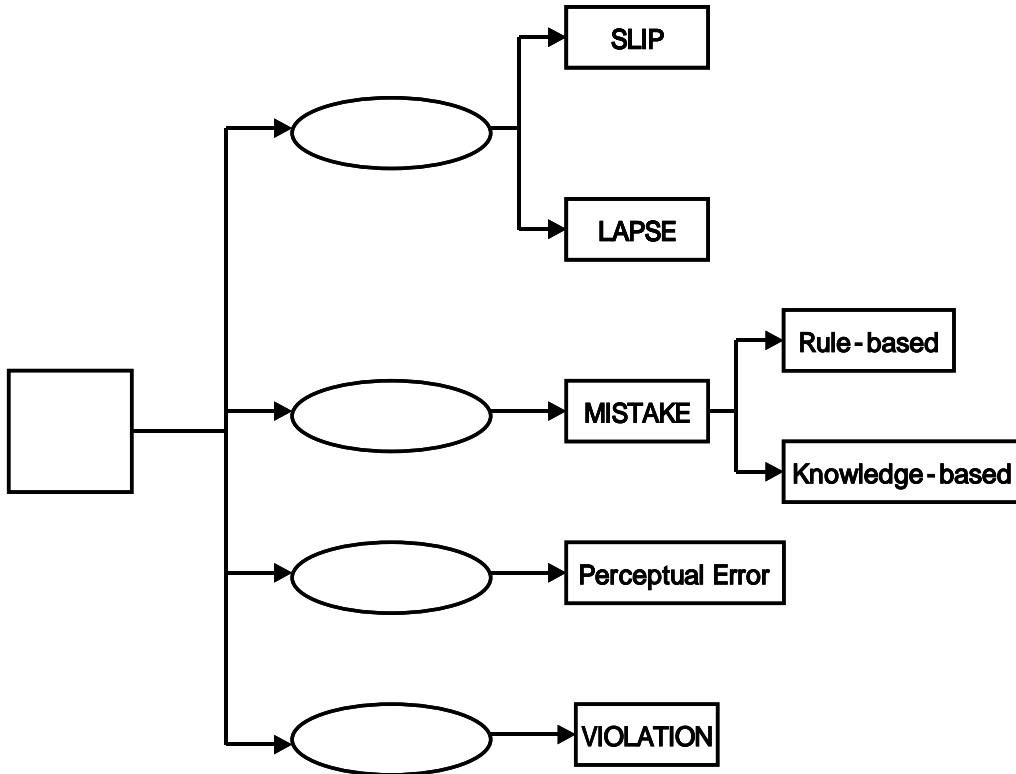 SLIP
LAPSE
Rule-based
MISTAKE
Knowledge-based
Perceptual Error
VIOLATION